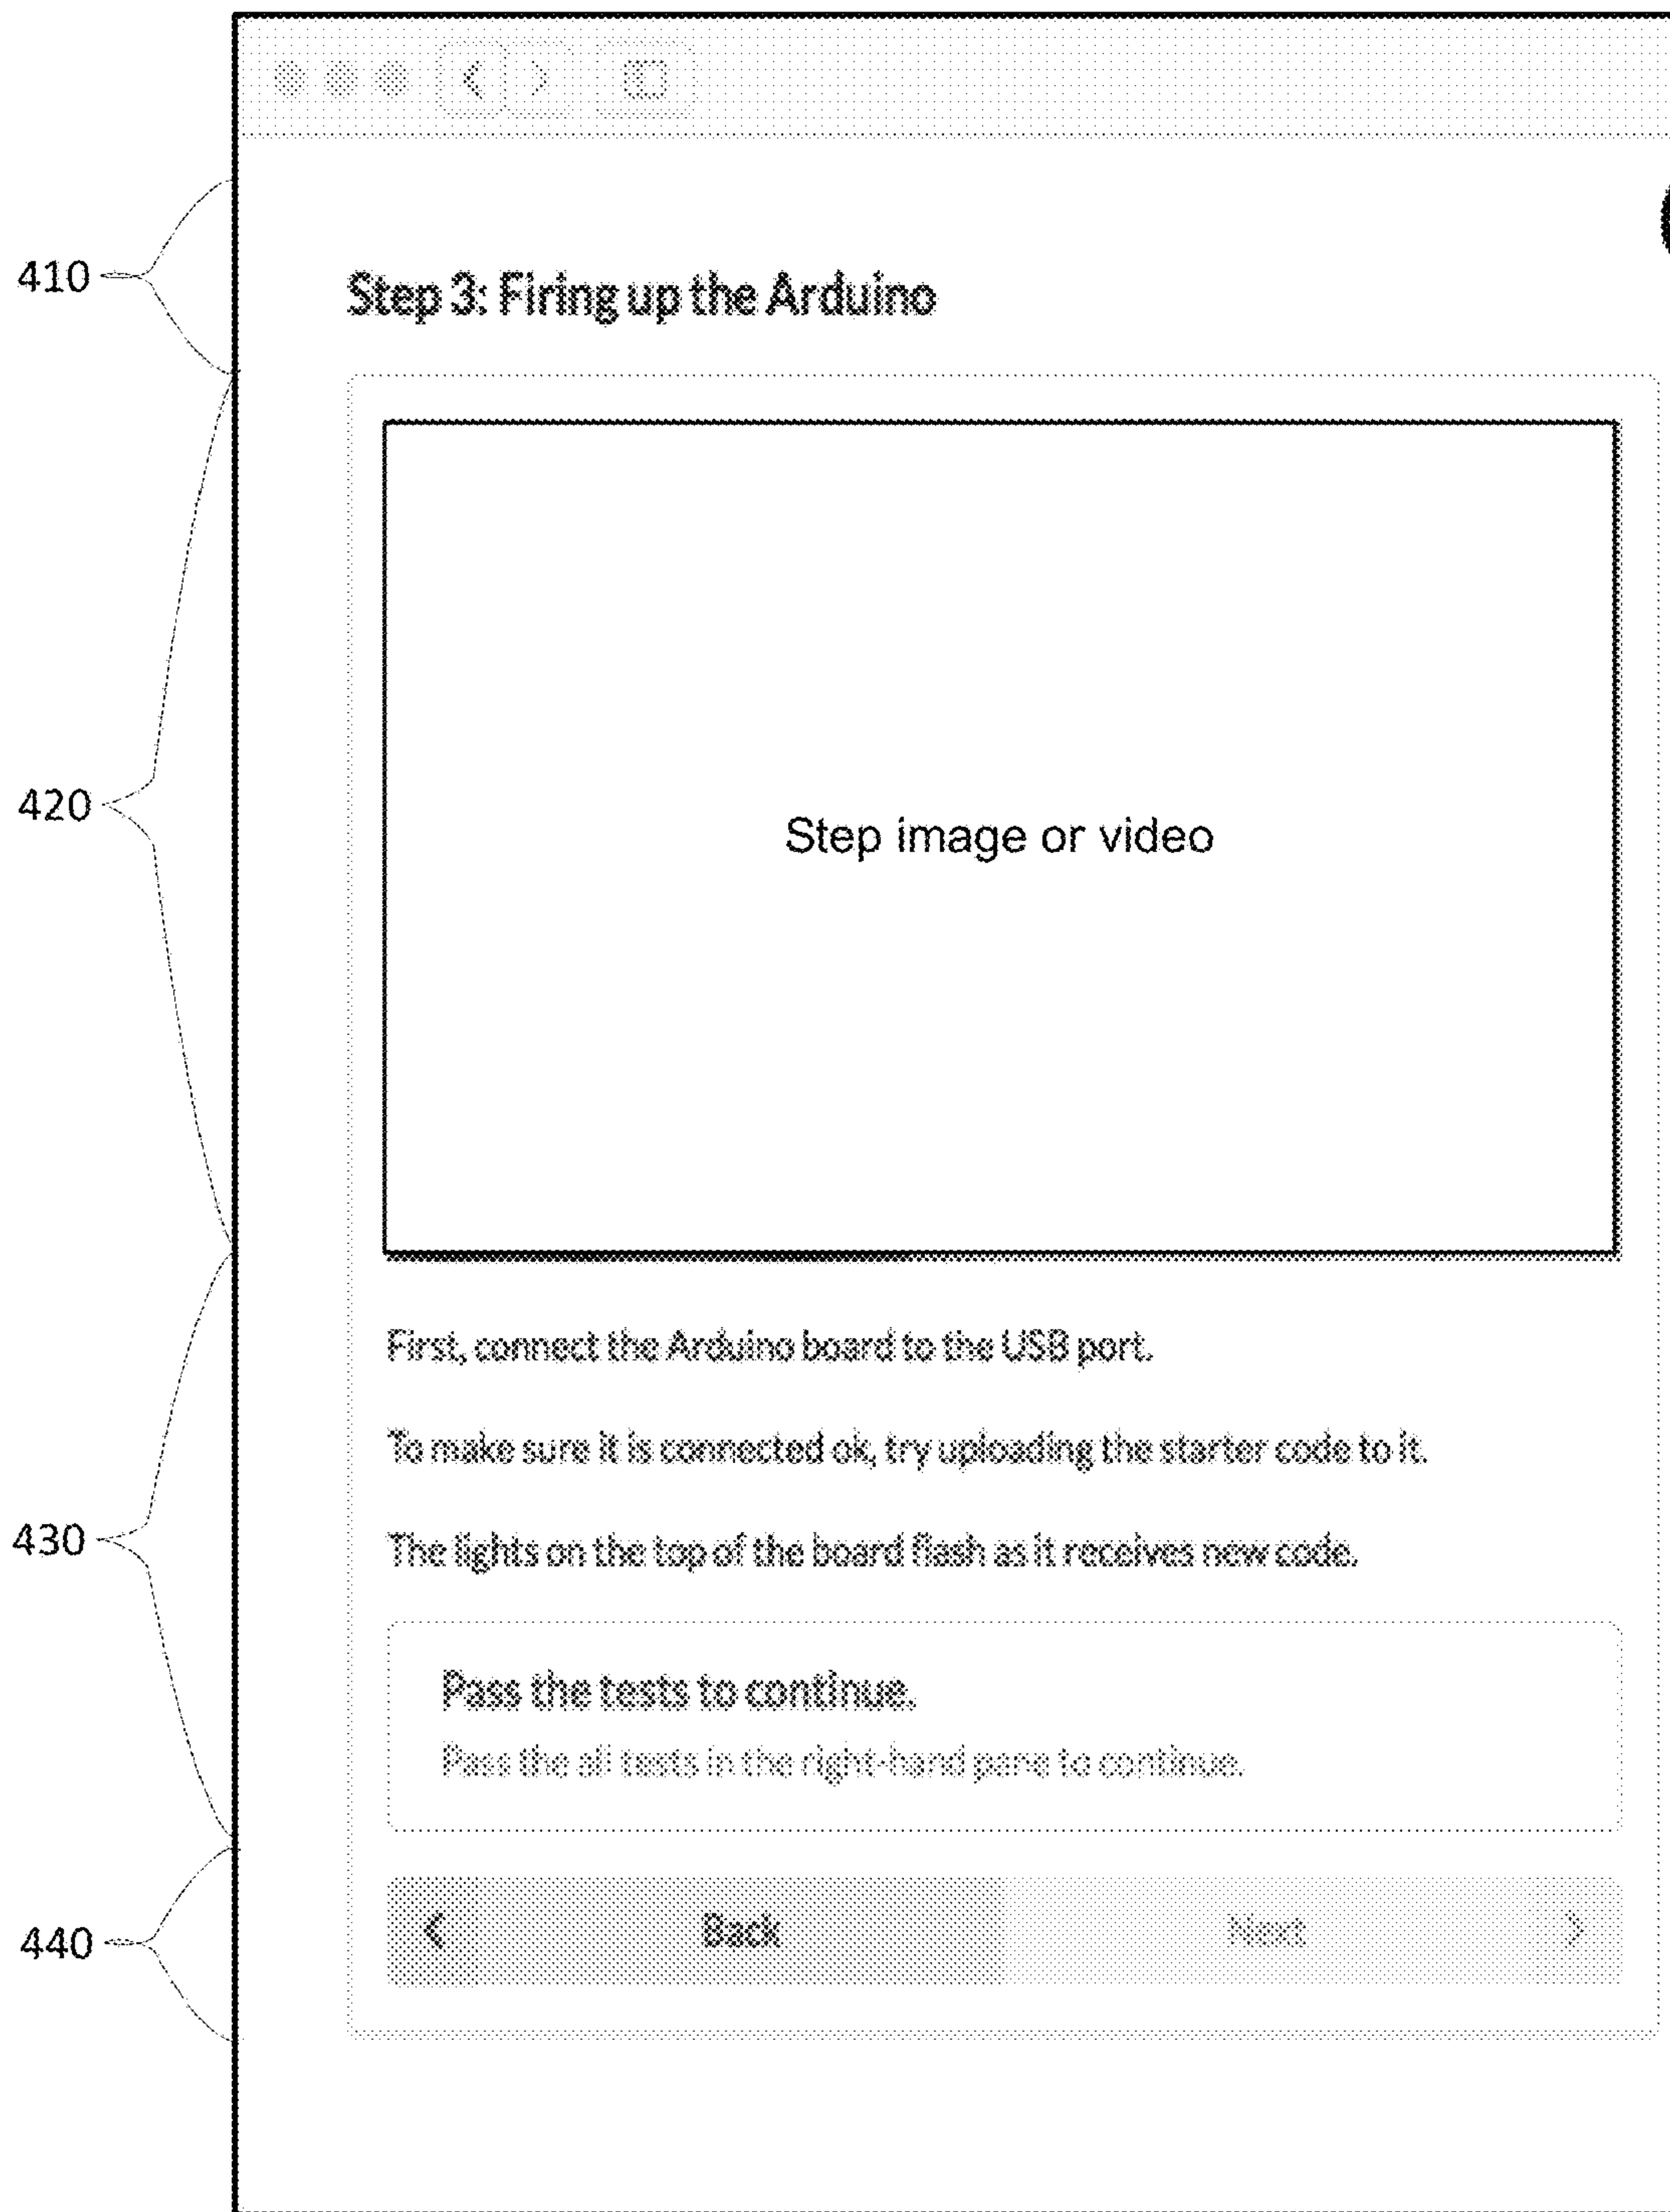 410
Step 3: Firing up the Arduino
420
Step image or video
First, connect the Arduino board to the USB port.
To make sure it is connected ok, try uploading the starter code to it.
430
The lights on the top of the board flash as it receives new code.
Pass the tests to continue.
Pass the all tests in the right-hand pane to continue.
440
Back
Next